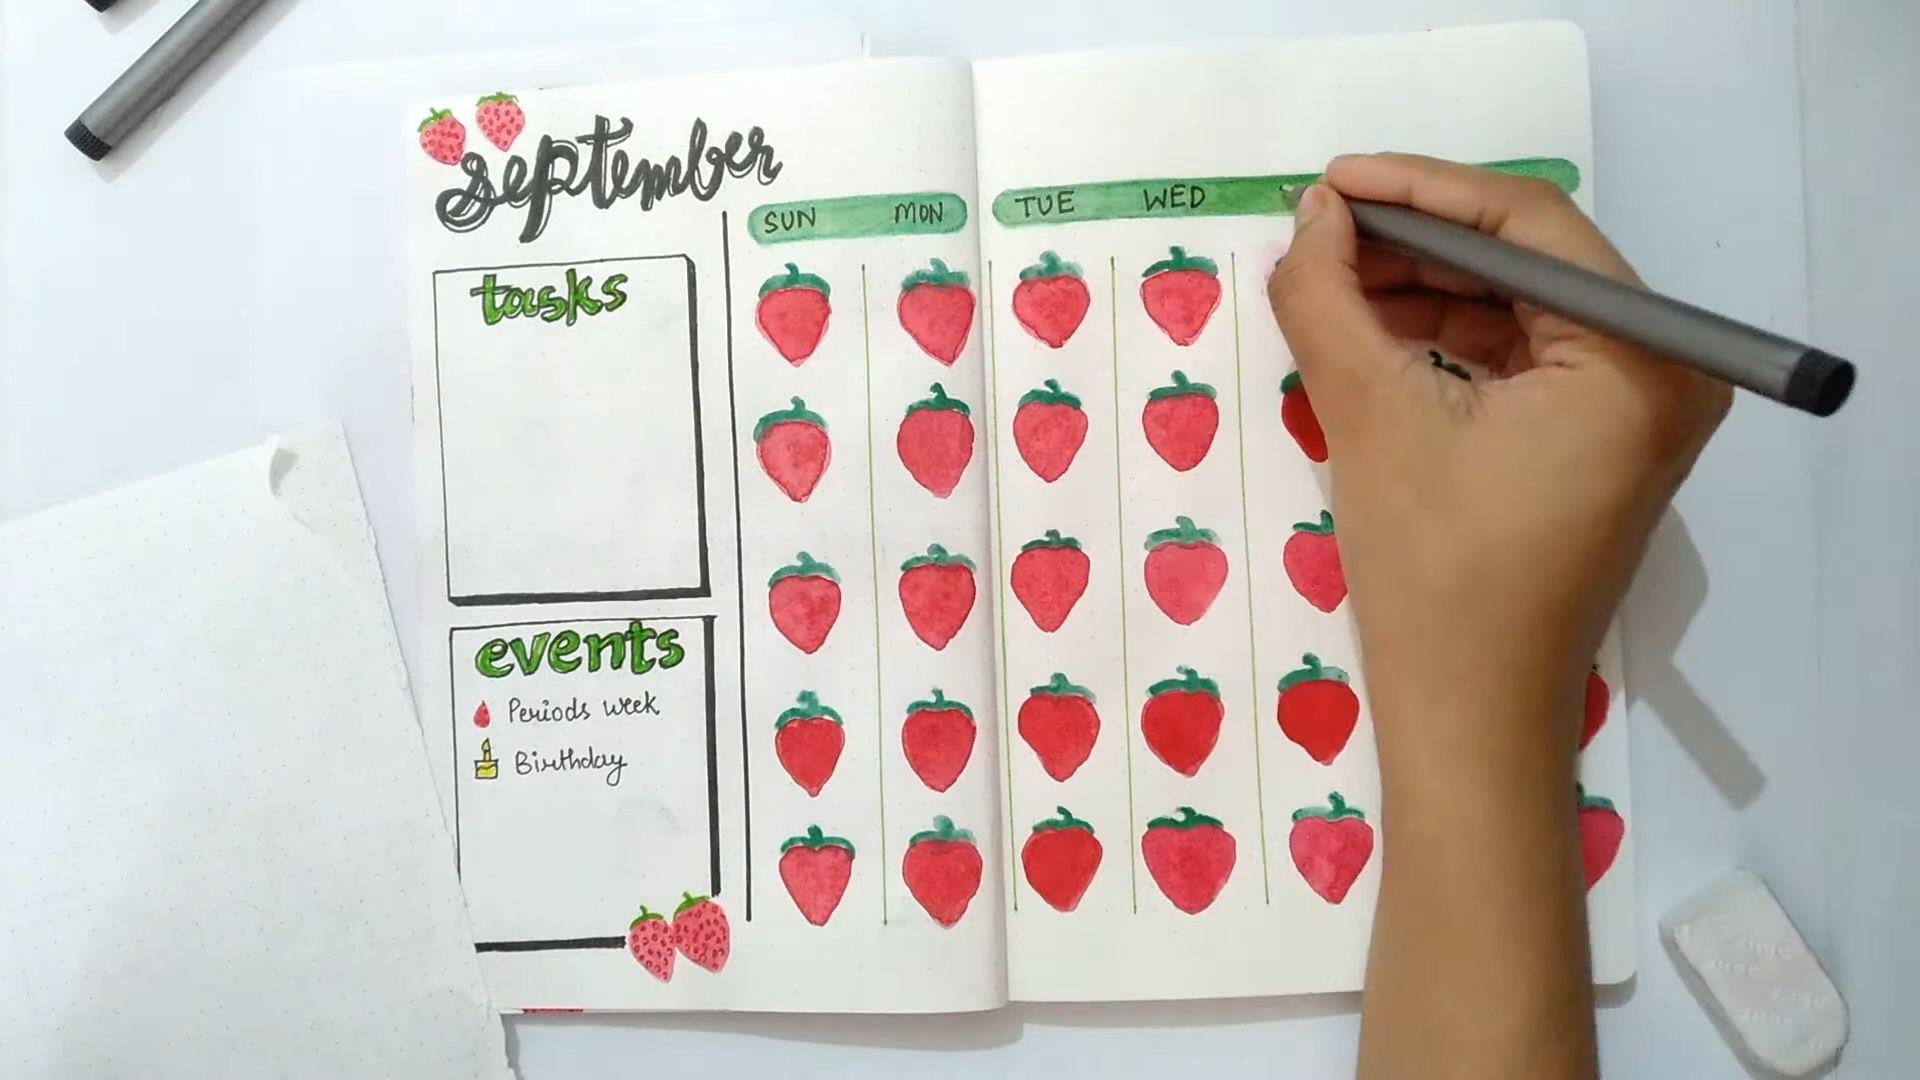 september
SUN MON TUE WED
tasks
events
Periods week
Birthday